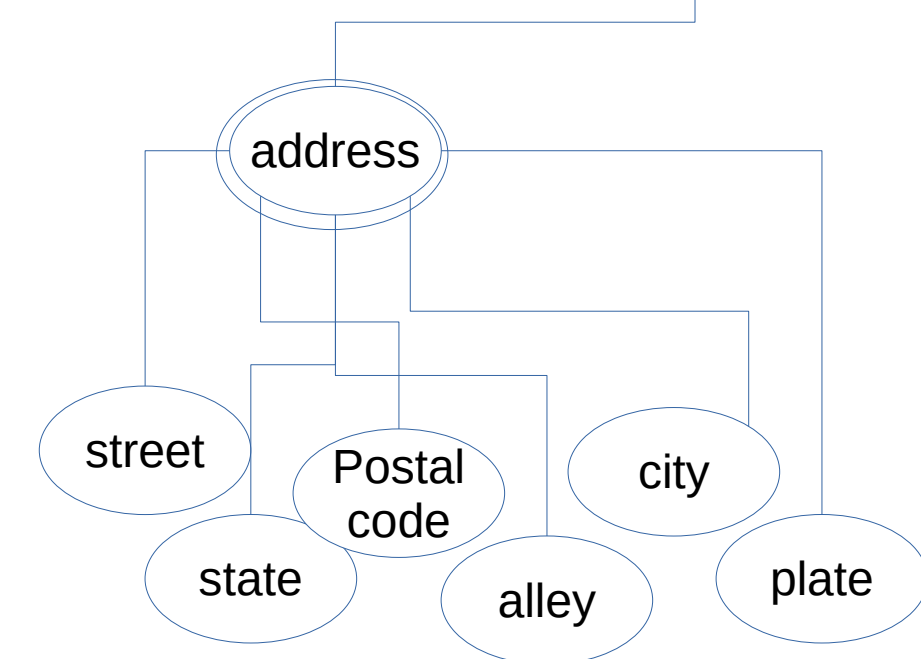 address
street
Postal
code
city
state
alley
plate